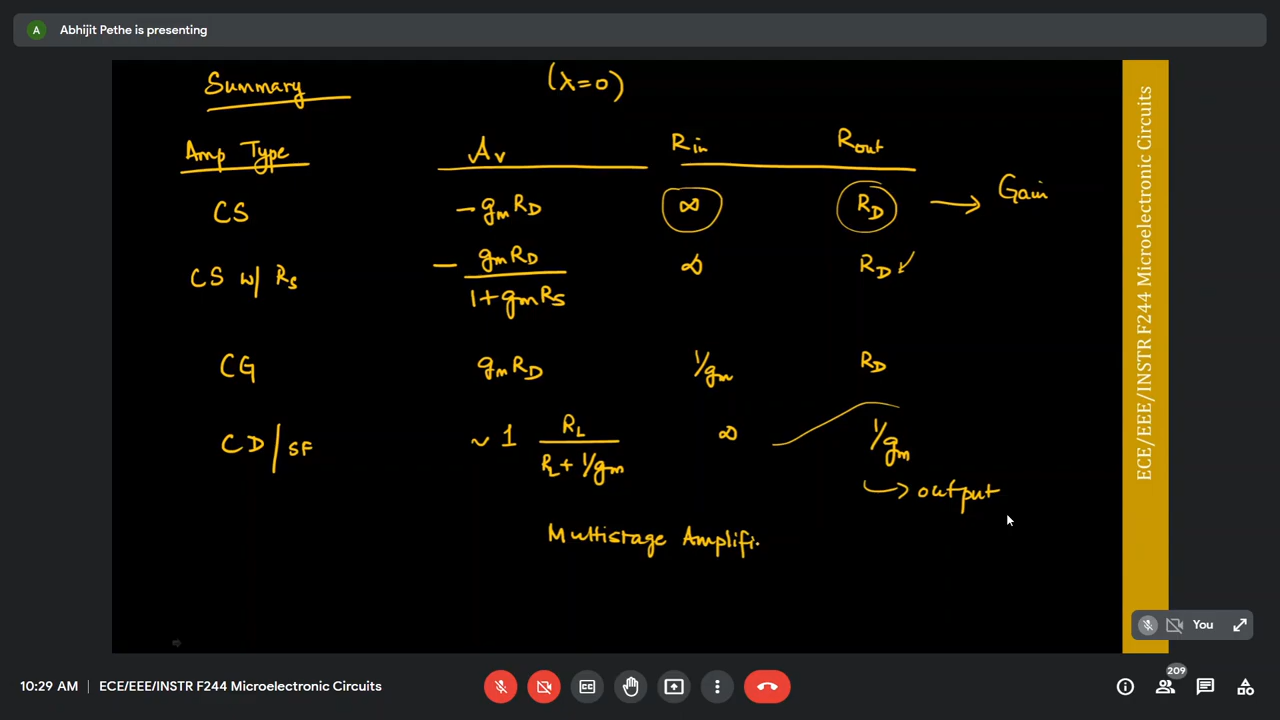 A Abhijit Pethe is presenting
Summary (λ=0)
Amp Type Av Rin Rout
CS -gmRD ∞ RD → Gain
CS w/ Rs - gmRD / 1+gmRS ∞ RD
CG gmRD 1/gm RD
CD/SF ~1 RL / RL + 1/gm ∞ 1/gm
→ output
Multistage Amplifi
ECE/EEE/INSTR F244 Microelectronic Circuits
You
10:29 AM | ECE/EEE/INSTR F244 Microelectronic Circuits
209